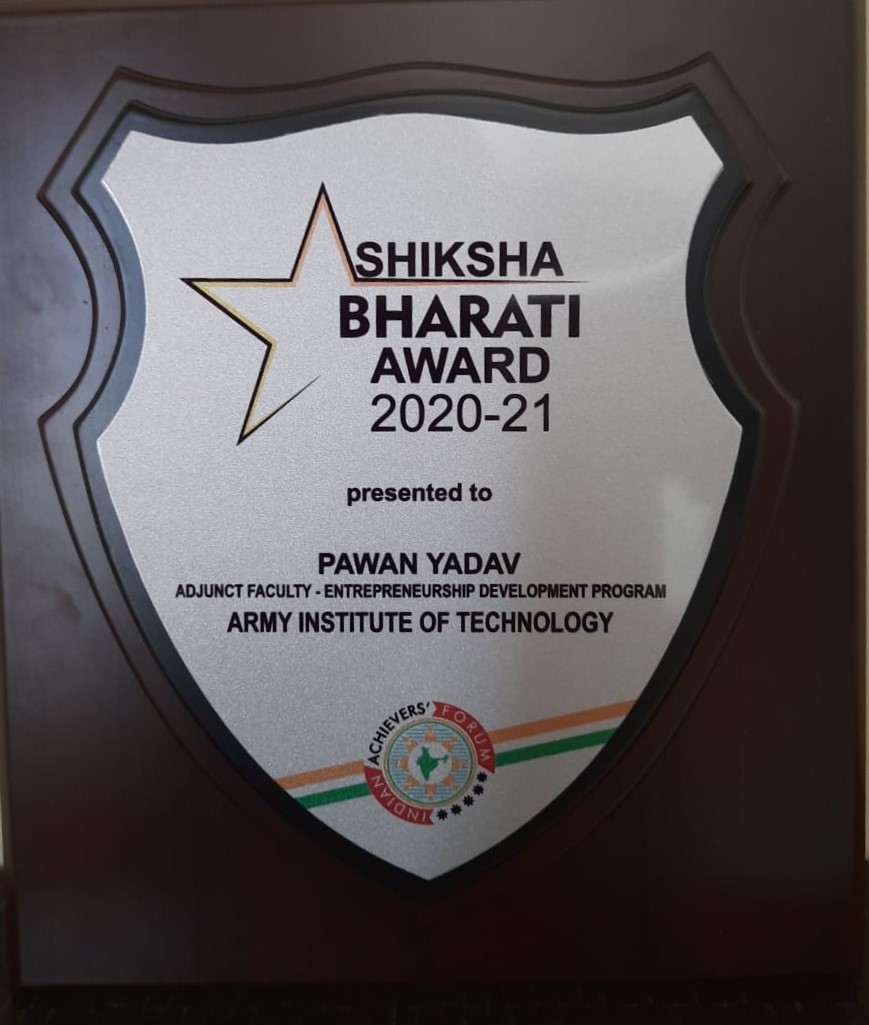 SHIKSHA
BHARATI
AWARD
2020-21
presented to
PAWAN YADAV
ADJUNCT FACULTY - ENTREPRENEURSHIP DEVELOPMENT PROGRAM
ARMY INSTITUTE OF TECHNOLOGY
INDIAN ACHIEVERS' FORUM